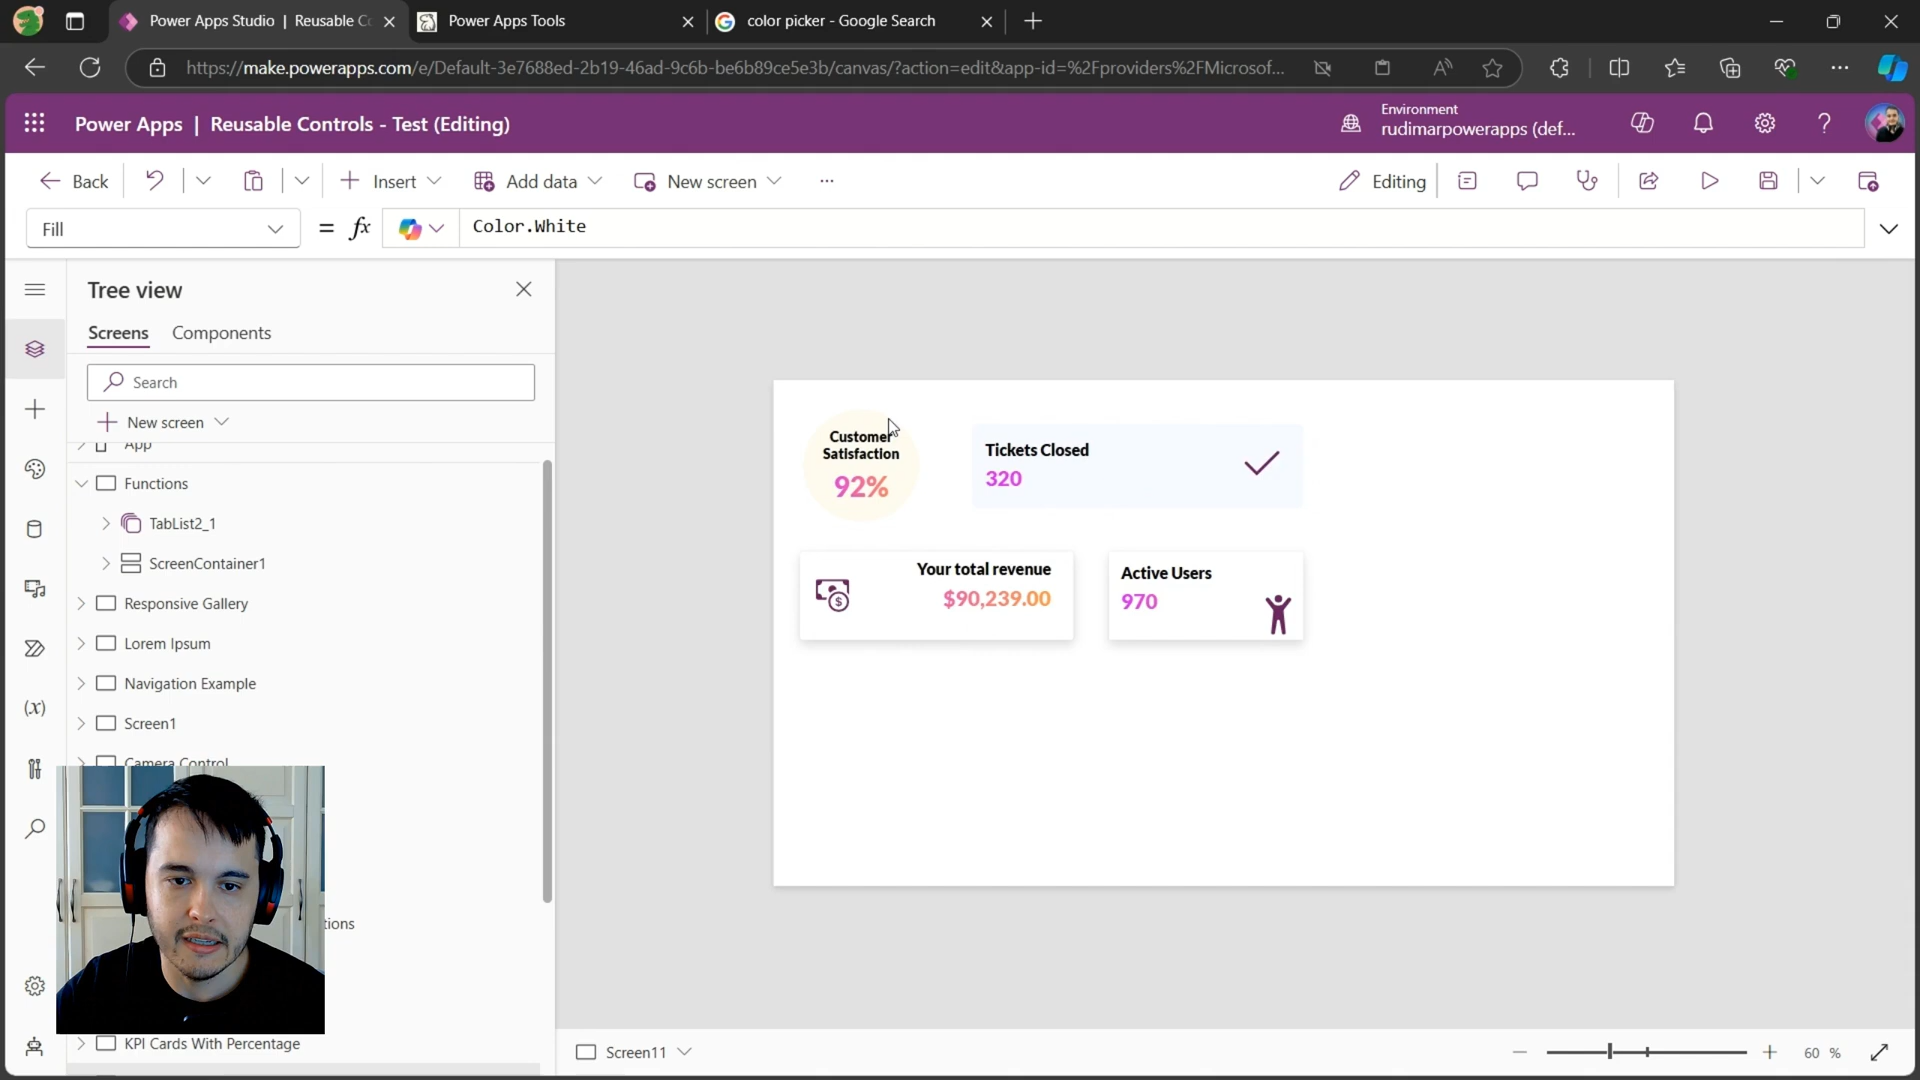 Power Apps Studio | Reusable Co
Power Apps Tools
color picker - Google Search
https://make.powerapps.com/e/Default-3e7688ed-2b19-46ad-9c6b-be6b89ce5e3b/canvas/?action=edit&app-id=%2Fproviders%2FMicrosof...
Power Apps | Reusable Controls - Test (Editing)
Environment
rudimarpowerapps (def...
Back
Insert
Add data
New screen
Editing
Fill
= fx
Color.White
Tree view
Screens
Components
Search
New screen
App
Functions
TabList2_1
ScreenContainer1
Responsive Gallery
Lorem Ipsum
Navigation Example
Screen1
Camera Control
tions
KPI Cards With Percentage
Customer
Satisfaction
92%
Tickets Closed
320
Your total revenue
$90,239.00
Active Users
970
Screen11
60 %